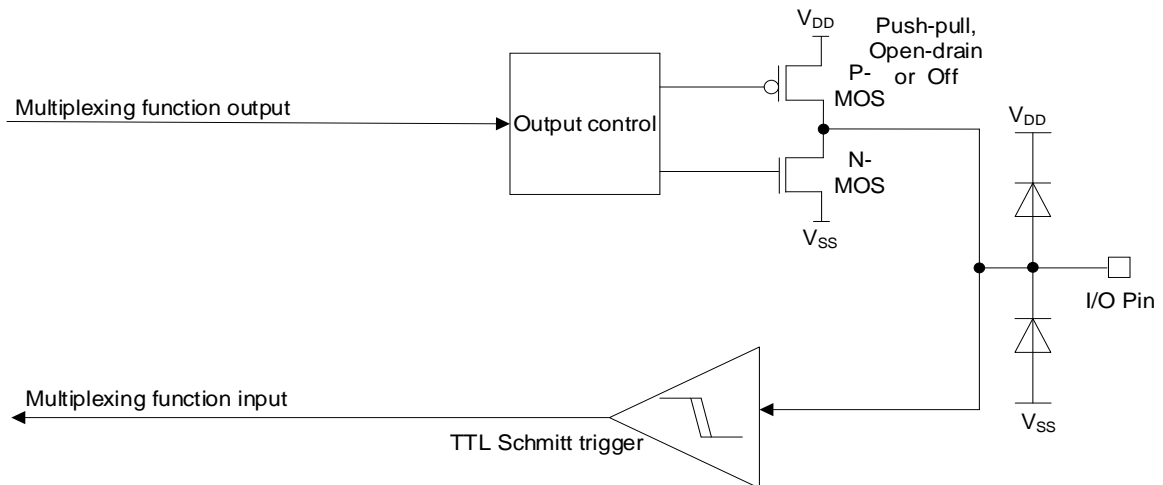 V_DD
Push-pull,
Open-drain
or Off
P-
MOS
Multiplexing function output
Output control
N-
MOS
V_SS
V_DD
I/O Pin
V_SS
Multiplexing function input
TTL Schmitt trigger